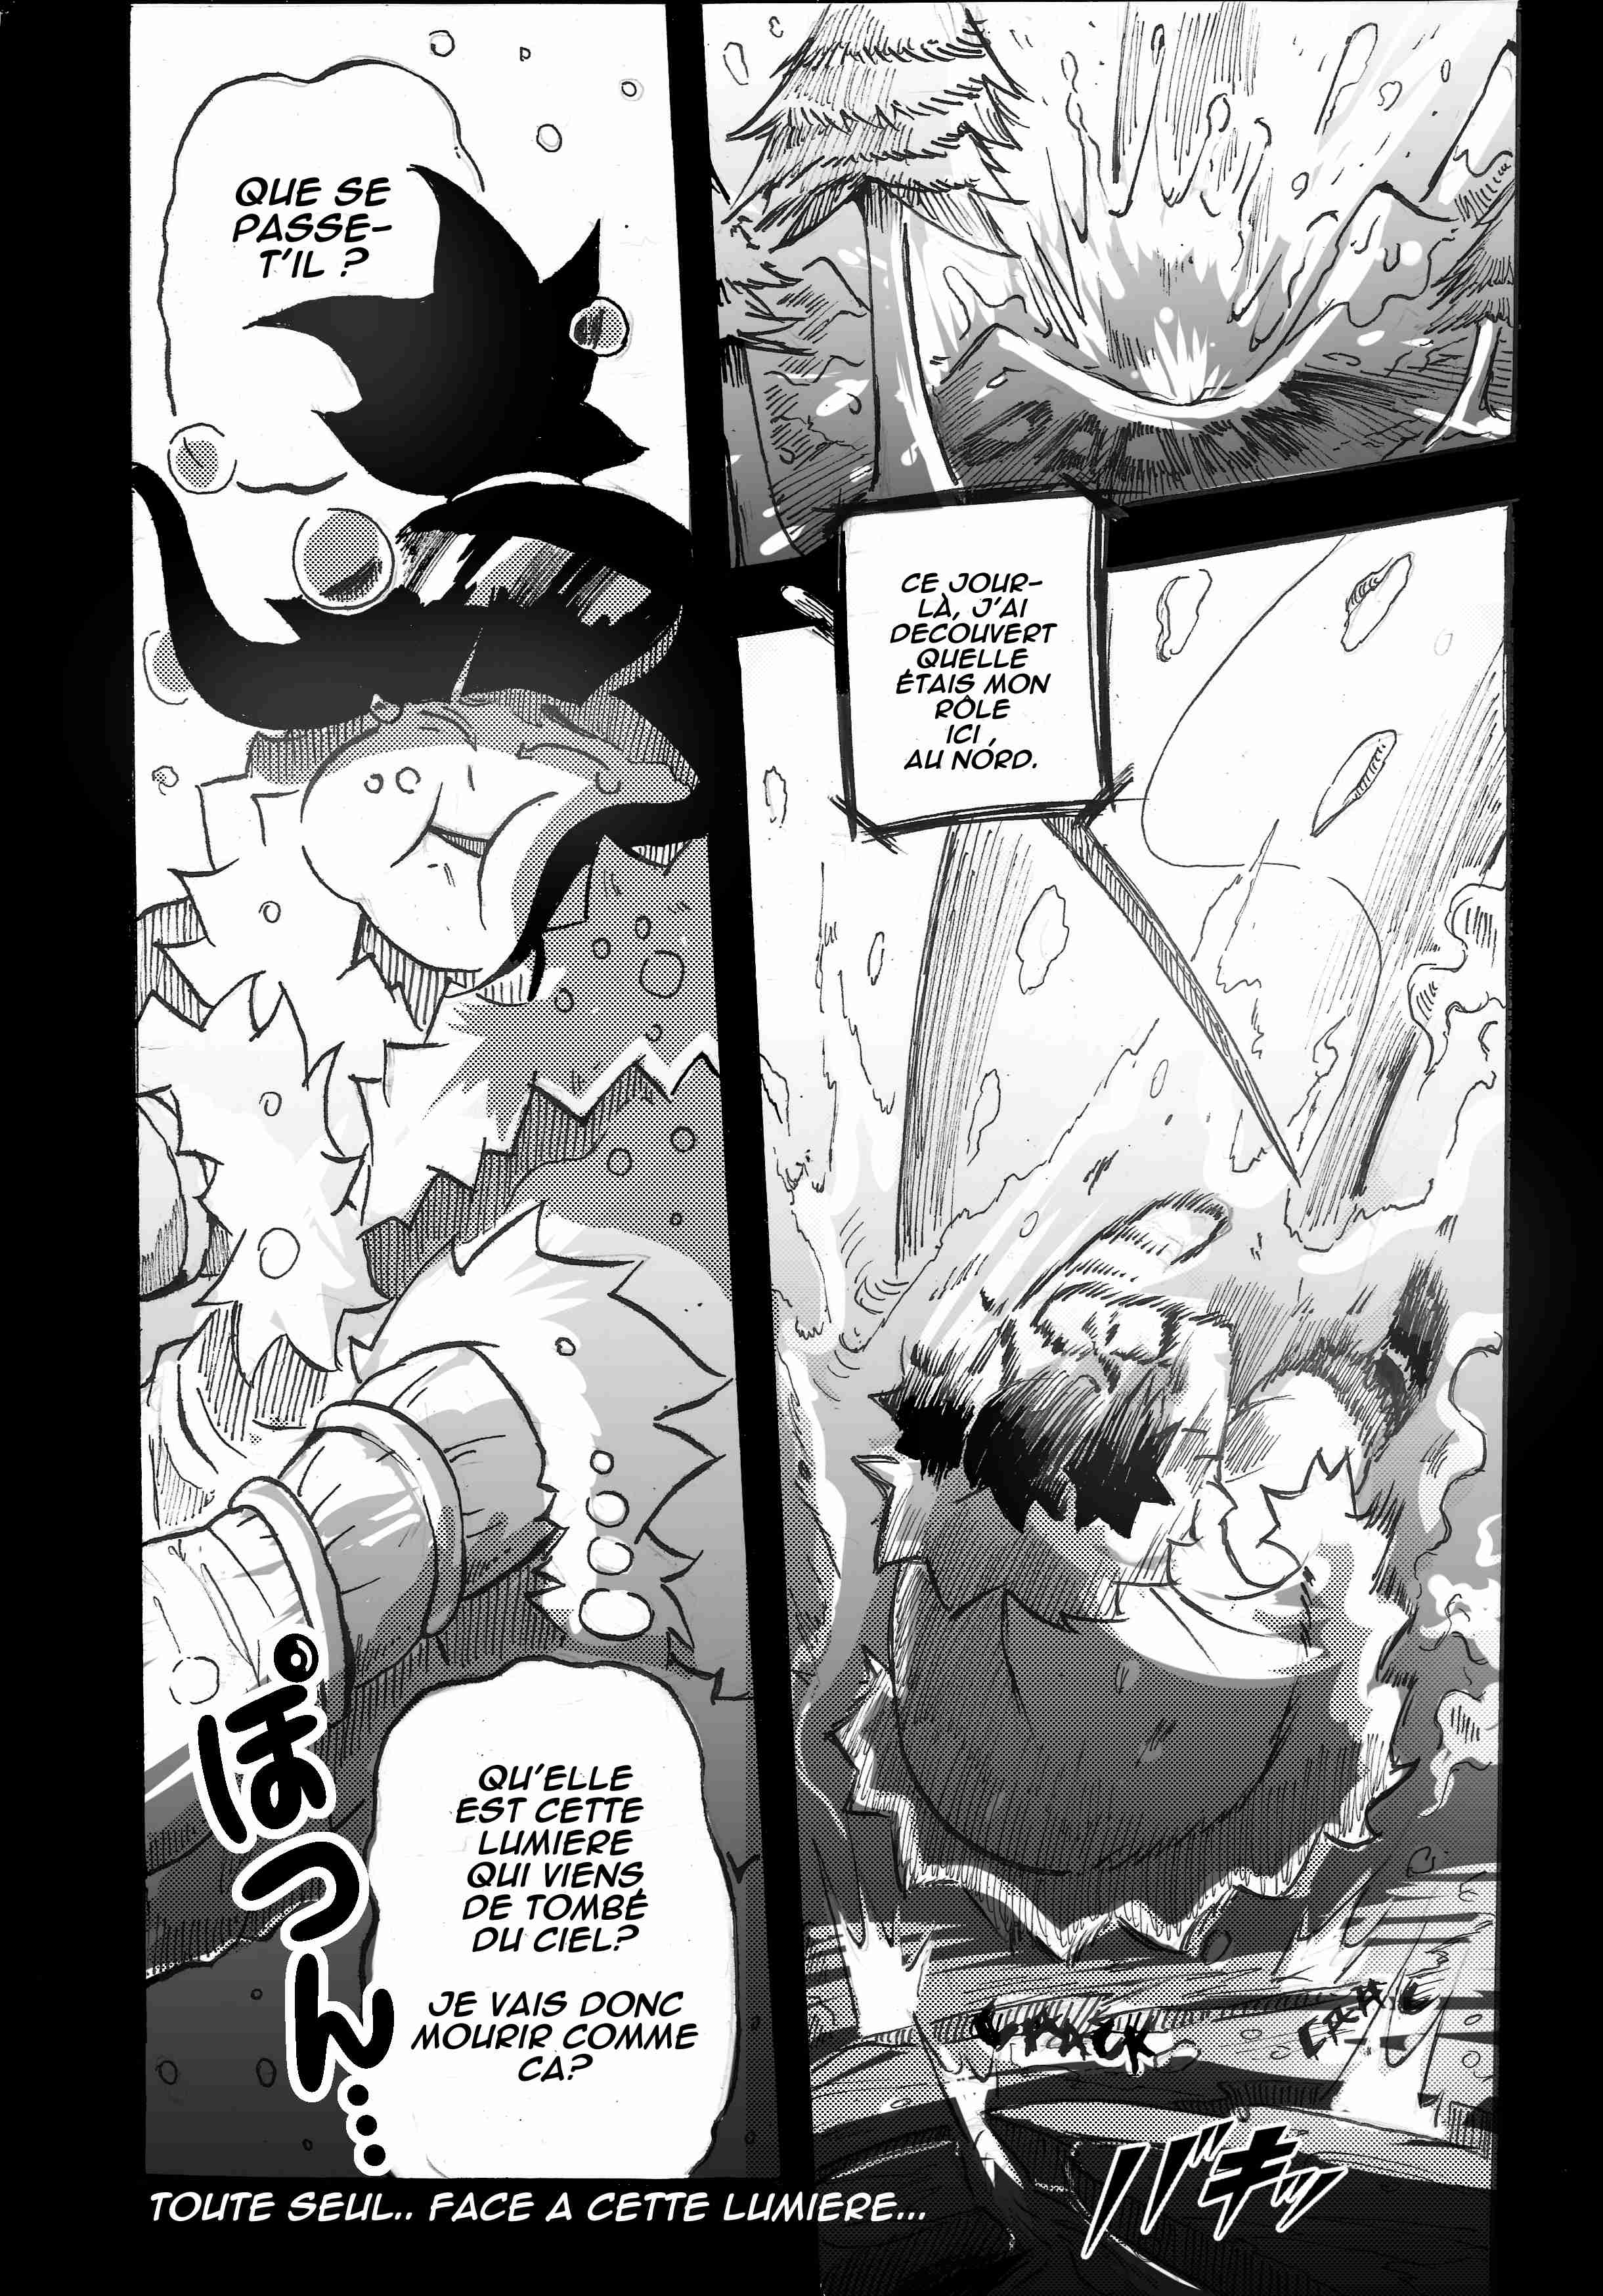 CE JOUR-
LÀ, J'AI
DECOUVERT
QUELLE
ÉTAIS MON
RÔLE
ICI,
AU NORD.
CRACK
CRAC
バキッ
QUE SE
PASSE-
T'IL ?
QU'ELLE
EST CETTE
LUMIERE
QUI VIENS
DE TOMBÉ
DU CIEL?
JE VAIS DONC
MOURIR COMME
CA?
ぽつん...
TOUTE SEUL.. FACE A CETTE LUMIERE...